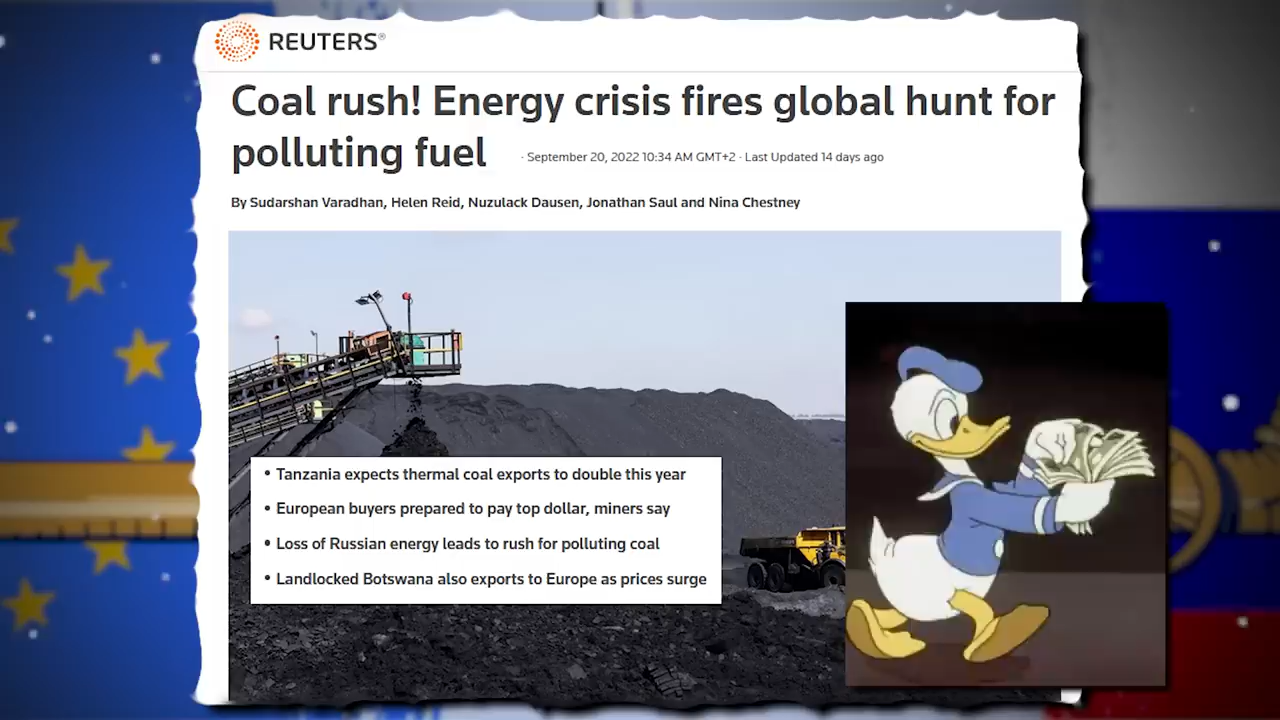 REUTERS®
Coal rush! Energy crisis fires global hunt for
polluting fuel
· September 20, 2022 10:34 AM GMT+2 · Last Updated 14 days ago
By Sudarshan Varadhan, Helen Reid, Nuzulack Dausen, Jonathan Saul and Nina Chestney
• Tanzania expects thermal coal exports to double this year
• European buyers prepared to pay top dollar, miners say
• Loss of Russian energy leads to rush for polluting coal
• Landlocked Botswana also exports to Europe as prices surge